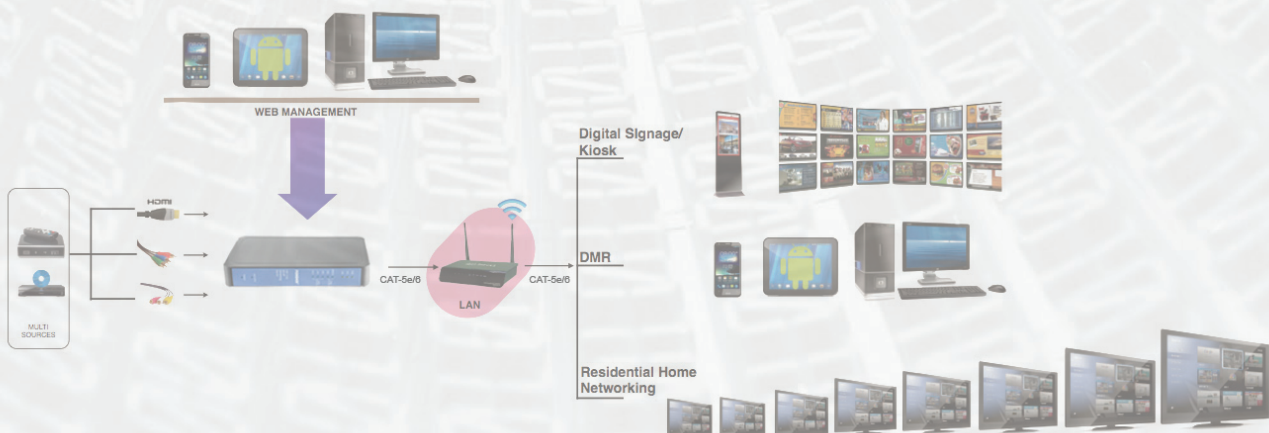 WEB MANAGEMENT
Digital SIgnage/
Kiosk
HDMI
CAT-5e/6
CAT-5e/6
DMR
LAN
MULTI
SOURCES
Residential Home
Networking